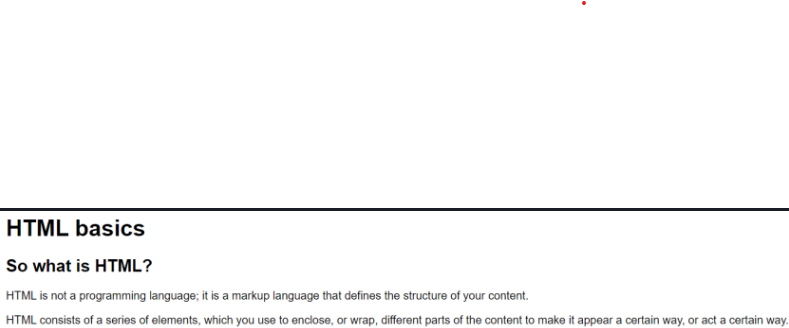 HTML basics
So what is HTML?
HTML is not a programming language; it is a markup language that defines the structure of your content.
HTML consists of a series of elements, which you use to enclose, or wrap, different parts of the content to make it appear a certain way, or act a certain way.